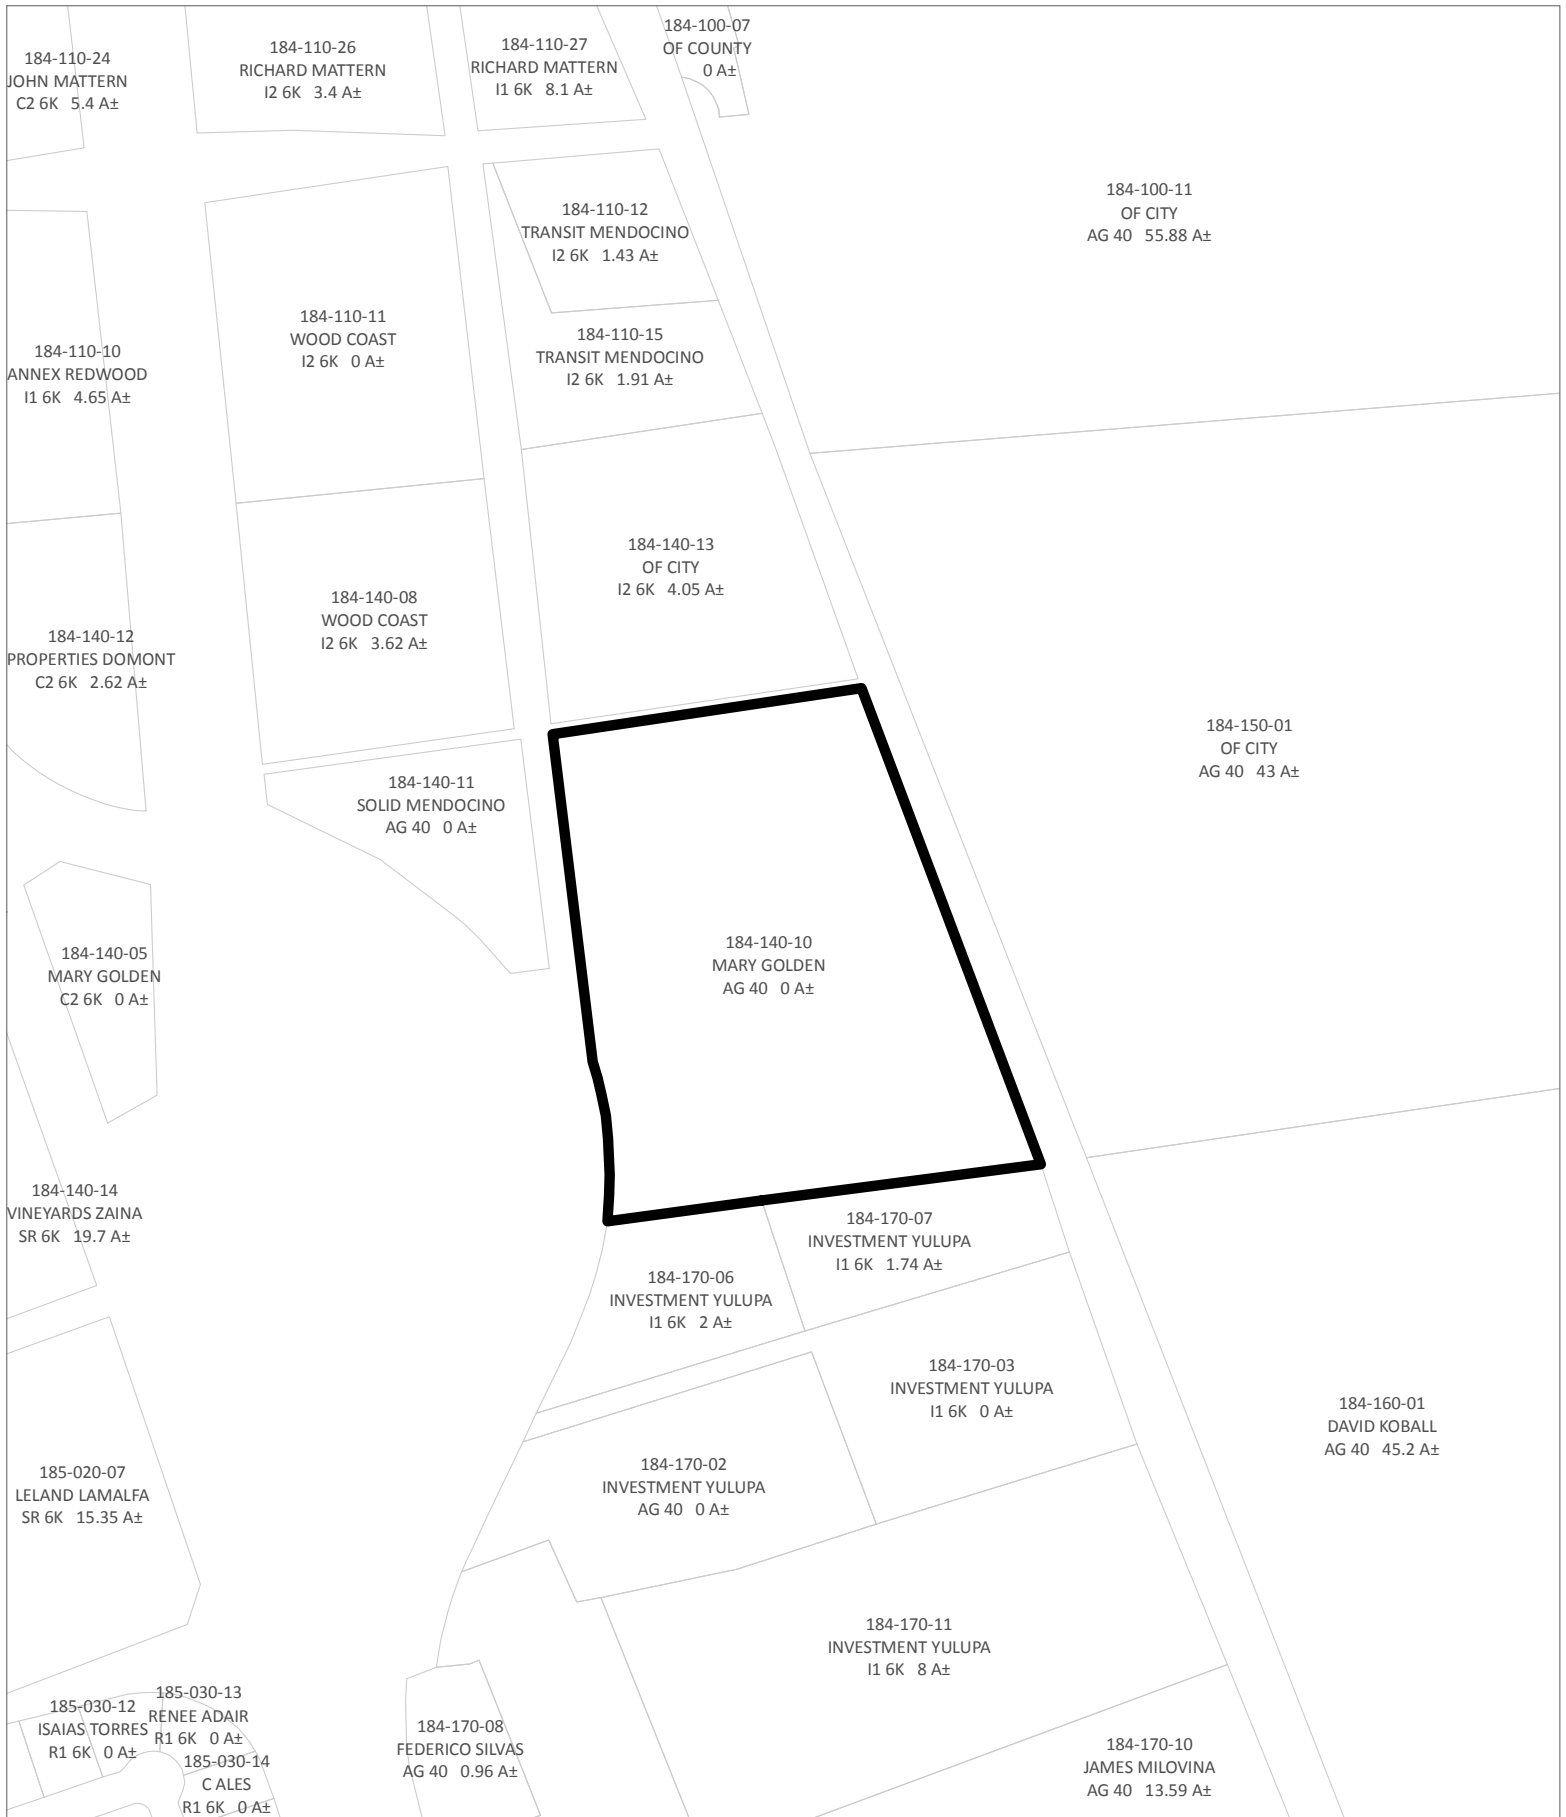 184-110-24
JOHN MATTERN
C2 6K 5.4 A±
184-110-26
RICHARD MATTERN
I2 6K 3.4 A±
184-110-27
RICHARD MATTERN
I1 6K 8.1 A±
184-100-07
OF COUNTY
0 A±
184-100-11
OF CITY
AG 40 55.88 A±
184-110-12
TRANSIT MENDOCINO
I2 6K 1.43 A±
184-110-11
WOOD COAST
I2 6K 0 A±
184-110-15
TRANSIT MENDOCINO
I2 6K 1.91 A±
184-110-10
ANNEX REDWOOD
I1 6K 4.65 A±
184-140-13
OF CITY
I2 6K 4.05 A±
184-140-08
WOOD COAST
I2 6K 3.62 A±
184-140-12
PROPERTIES DOMONT
C2 6K 2.62 A±
184-150-01
OF CITY
AG 40 43 A±
184-140-11
SOLID MENDOCINO
AG 40 0 A±
184-140-10
MARY GOLDEN
AG 40 0 A±
184-140-05
MARY GOLDEN
C2 6K 0 A±
184-140-14
VINEYARDS ZAINA
SR 6K 19.7 A±
184-170-07
INVESTMENT YULUPA
I1 6K 1.74 A±
184-170-06
INVESTMENT YULUPA
I1 6K 2 A±
184-170-03
INVESTMENT YULUPA
I1 6K 0 A±
184-160-01
DAVID KOBALL
AG 40 45.2 A±
184-170-02
INVESTMENT YULUPA
AG 40 0 A±
185-020-07
LELAND LAMALFA
SR 6K 15.35 A±
184-170-11
INVESTMENT YULUPA
I1 6K 8 A±
185-030-12
ISAIAS TORRES
R1 6K 0 A±
185-030-13
RENEE ADAIR
R1 6K 0 A±
185-030-14
C ALES
R1 6K 0 A±
184-170-08
FEDERICO SILVAS
AG 40 0.96 A±
184-170-10
JAMES MILOVINA
AG 40 13.59 A±